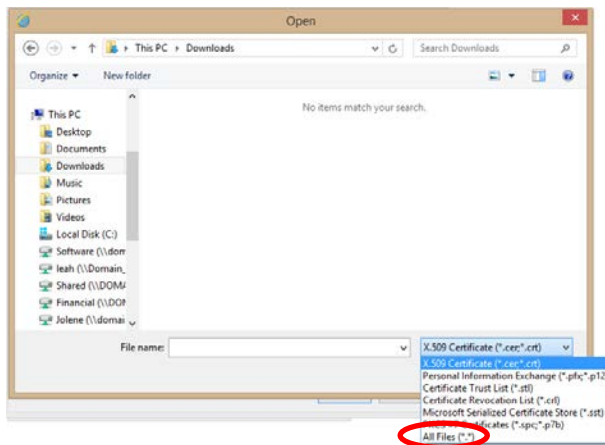 Open
This PC ▸ Downloads
Search Downloads
Organize
New folder
No items match your search.
This PC
Desktop
Documents
Downloads
Music
Pictures
Videos
Local Disk (C:)
Software (\\dom
leah (\\Domain_
Shared (\\DOMA
Financial (\\DOM
Jolene (\\domai
File name:
X.509 Certificate (*.cer;*.crt)
X.509 Certificate (*.cer;*.crt)
Personal Information Exchange (*.pfx;*.p12
Certificate Trust List (*.stl)
Certificate Revocation List (*.crl)
Microsoft Serialized Certificate Store (*.sst)
Certificates (*.spc;*.p7b)
All Files (*.*)